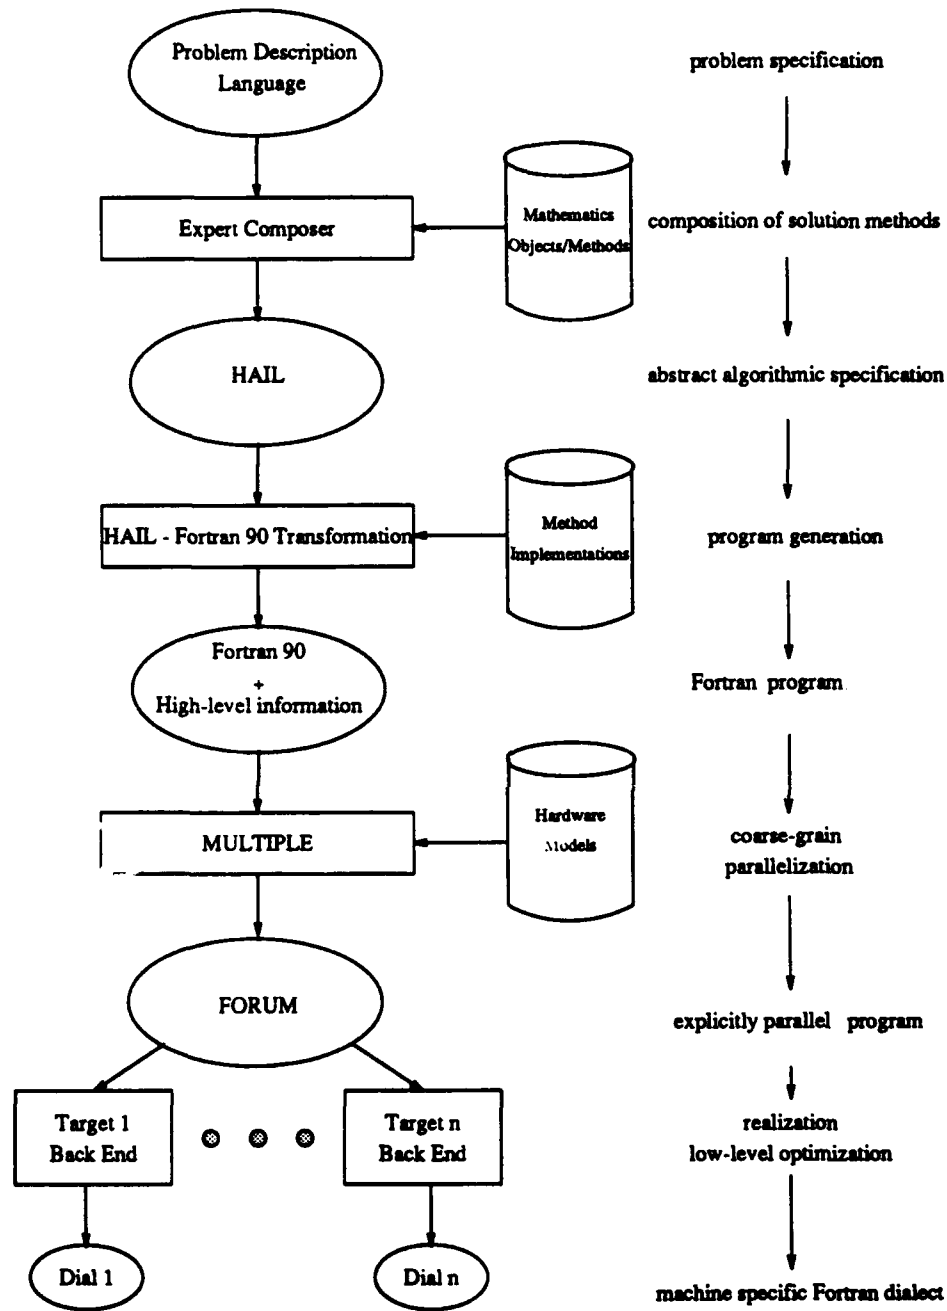 Problem Description
Language
problem specification
Expert Composer
Mathematics
Objects/Methods
composition of solution methods
HAIL
abstract algorithmic specification
HAIL - Fortran 90 Transformation
Method
Implementations
program generation
Fortran 90
+
High-level information
Fortran program
MULTIPLE
Hardware
Models
coarse-grain
parallelization
FORUM
explicitly parallel program
Target 1
Back End
Target n
Back End
realization
low-level optimization
Dial 1
Dial n
machine specific Fortran dialect